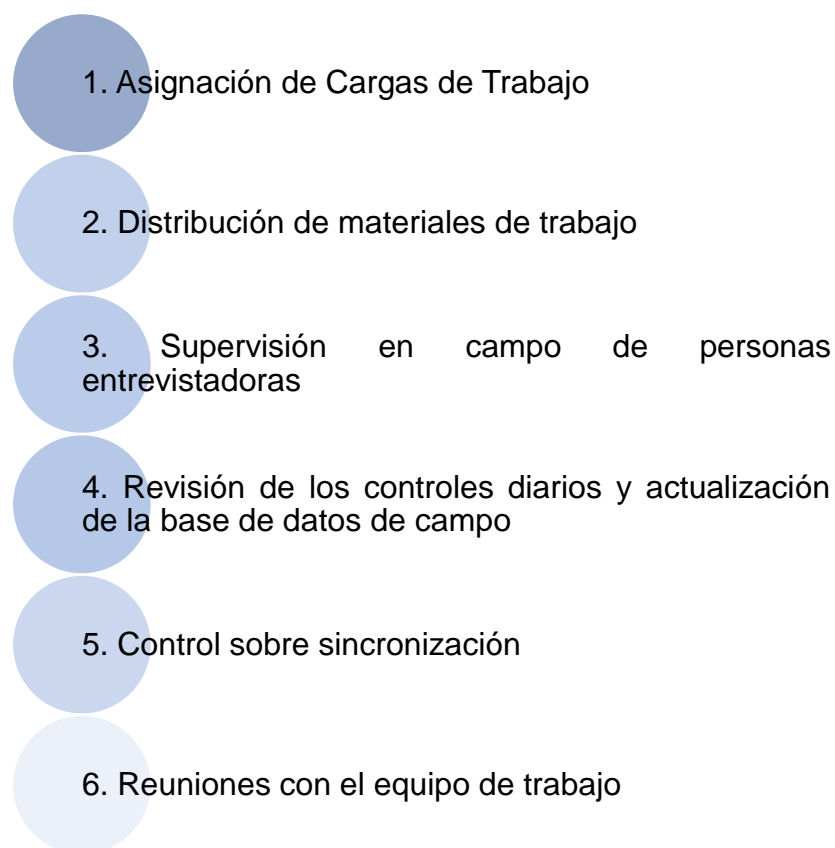 1. Asignación de Cargas de Trabajo
2. Distribución de materiales de trabajo
3. Supervisión en campo de personas
entrevistadoras
4. Revisión de los controles diarios y actualización
de la base de datos de campo
5. Control sobre sincronización
6. Reuniones con el equipo de trabajo